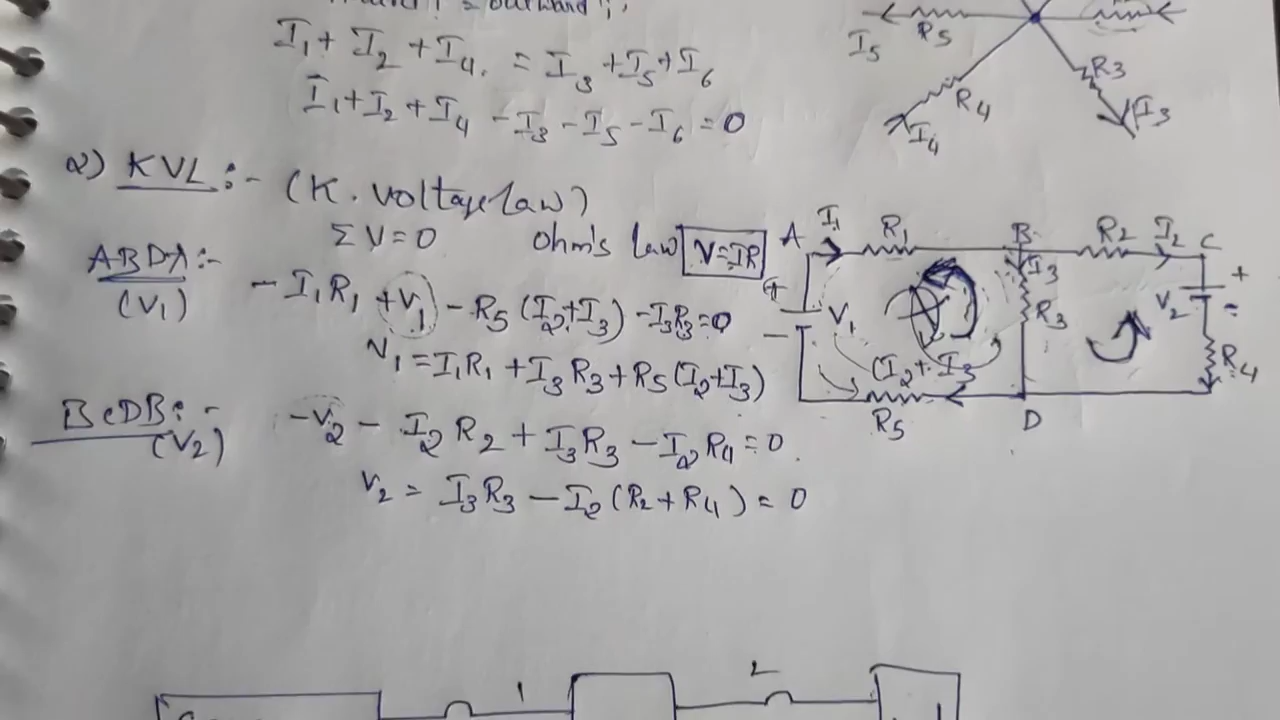 I₁ + I₂ + I₄ = I₃ + I₅ + I₆
I₁ + I₂ + I₄ - I₃ - I₅ - I₆ = 0
I₅
R₅
R₃
R₄
I₃
I₄
2) KVL :- (K. Voltage law)
ΣV = 0 ohm's law V = IR
ABDA :-
(V₁)
- I₁R₁ + V₁ - R₅ (I₂+I₃) - I₃R₃ = 0
V₁ = I₁R₁ + I₃R₃ + R₅ (I₂+I₃)
BCDB : -
(V₂)
-V₂ - I₂R₂ + I₃R₃ - I₂R₄ = 0
V₂ = I₃R₃ - I₂ (R₂ + R₄) = 0
A I₁ R₁ B R₂ I₂ C
I₃
+ +
V₁ R₃ V₂
- -
(I₂ + I₃ R₄
R₅ D
1 2